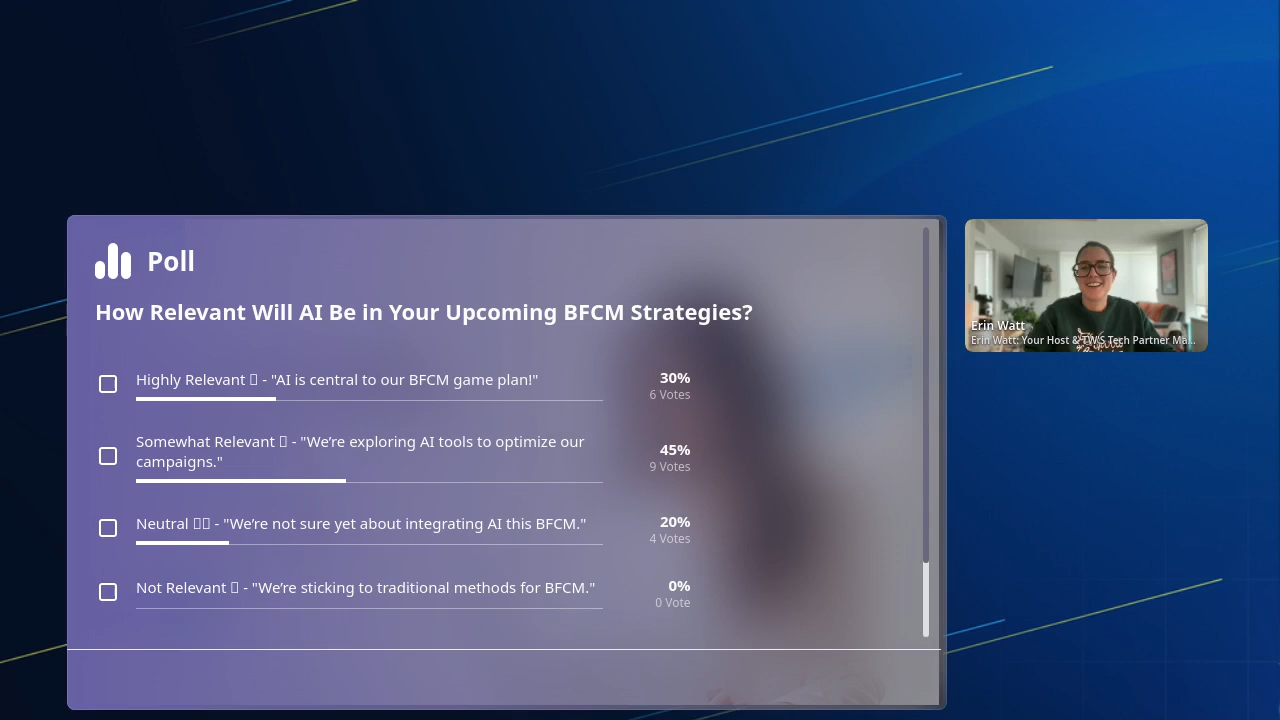 Poll
How Relevant Will AI Be in Your Upcoming BFCM Strategies?
Highly Relevant - "AI is central to our BFCM game plan!"
30%
6 Votes
Somewhat Relevant - "We're exploring AI tools to optimize our
campaigns."
45%
9 Votes
Neutral - "We're not sure yet about integrating AI this BFCM."
20%
4 Votes
Not Relevant - "We're sticking to traditional methods for BFCM."
0%
0 Vote
Erin Watt
Erin Watt: Your Host & TWS Tech Partner Ma..